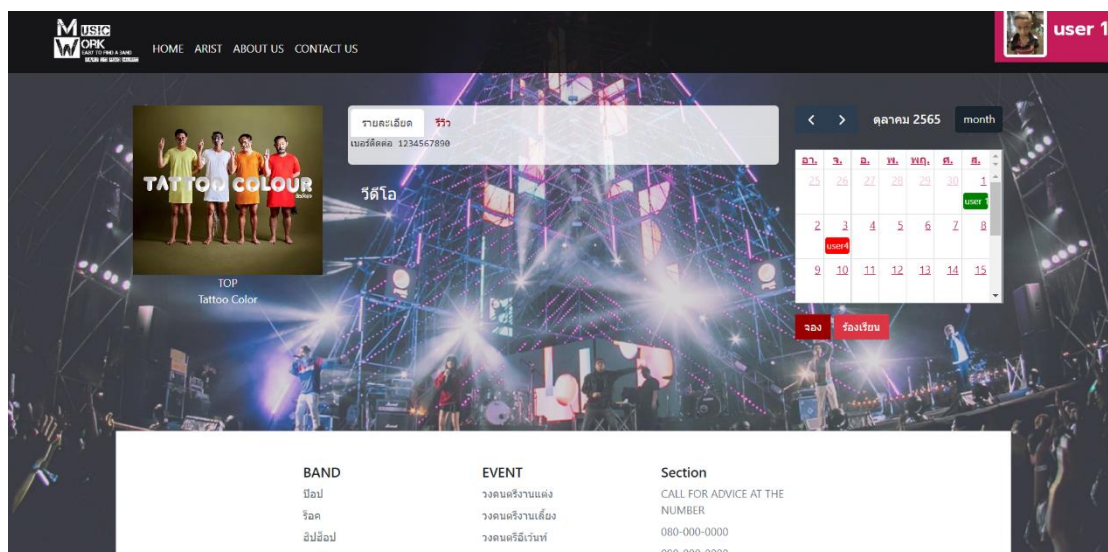 MUSIC
WORK
EAST TO FIND A BAND
HOME ARIST ABOUT US CONTACT US
user 1
TATTOO COLOUR
TOP
Tattoo Color
รายละเอียด รีวิว
เบอร์ติดต่อ 1234567890
วีดีโอ
ตุลาคม 2565 month
อา. จ. อ. พ. พฤ. ศ. ส.
25 26 27 28 29 30 1
user 1
2 3 4 5 6 7 8
user4
9 10 11 12 13 14 15
จอง ร้องเรียน
BAND
ป๊อป
ร็อค
ฮิปฮ็อป
EVENT
วงดนตรีงานแต่ง
วงดนตรีงานเลี้ยง
วงดนตรีอีเว้นท์
Section
CALL FOR ADVICE AT THE
NUMBER
080-000-0000